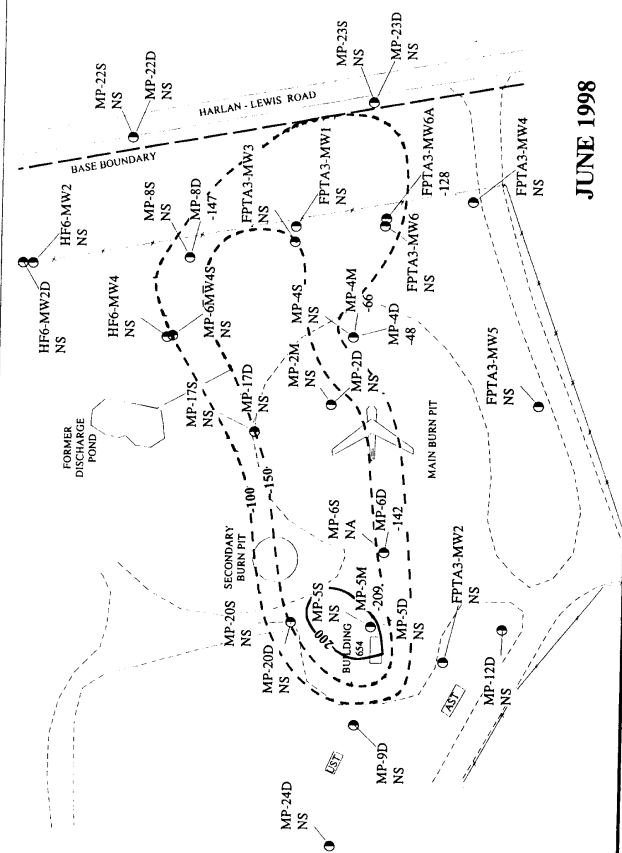 MP-22S
NS
MP-22D
NS
HARLAN - LEWIS ROAD
MP-23S
NS
MP-23D
NS
BASE BOUNDARY
HF6-MW2
NS
HF6-MW2D
NS
MP-8S
NS
MP-8D
-147
FPTA3-MW3
NS
FPTA3-MW1
NS
FPTA3-MW6A
-128
FPTA3-MW6
NS
FPTA3-MW4
NS
HF6-MW4
NS
MP-6MW4S
NS
MP-4S
NS
MP-4M
-66
MP-4D
-48
FORMER
DISCHARGE
POND
MP-17S
NS
MP-17D
NS
MP-2M
NS
MP-2D
NS
FPTA3-MW5
NS
MAIN BURN PIT
-100
-150
SECONDARY
BURN PIT
MP-6S
NA
MP-6D
-142
MP-20S
NS
MP-20D
NS
-200
MP-5S
NS
MP-5M
-209
MP-5D
NS
BUILDING
654
FPTA3-MW2
NS
MP-12D
NS
AST
UST
MP-9D
NS
MP-24D
NS
JUNE 1998